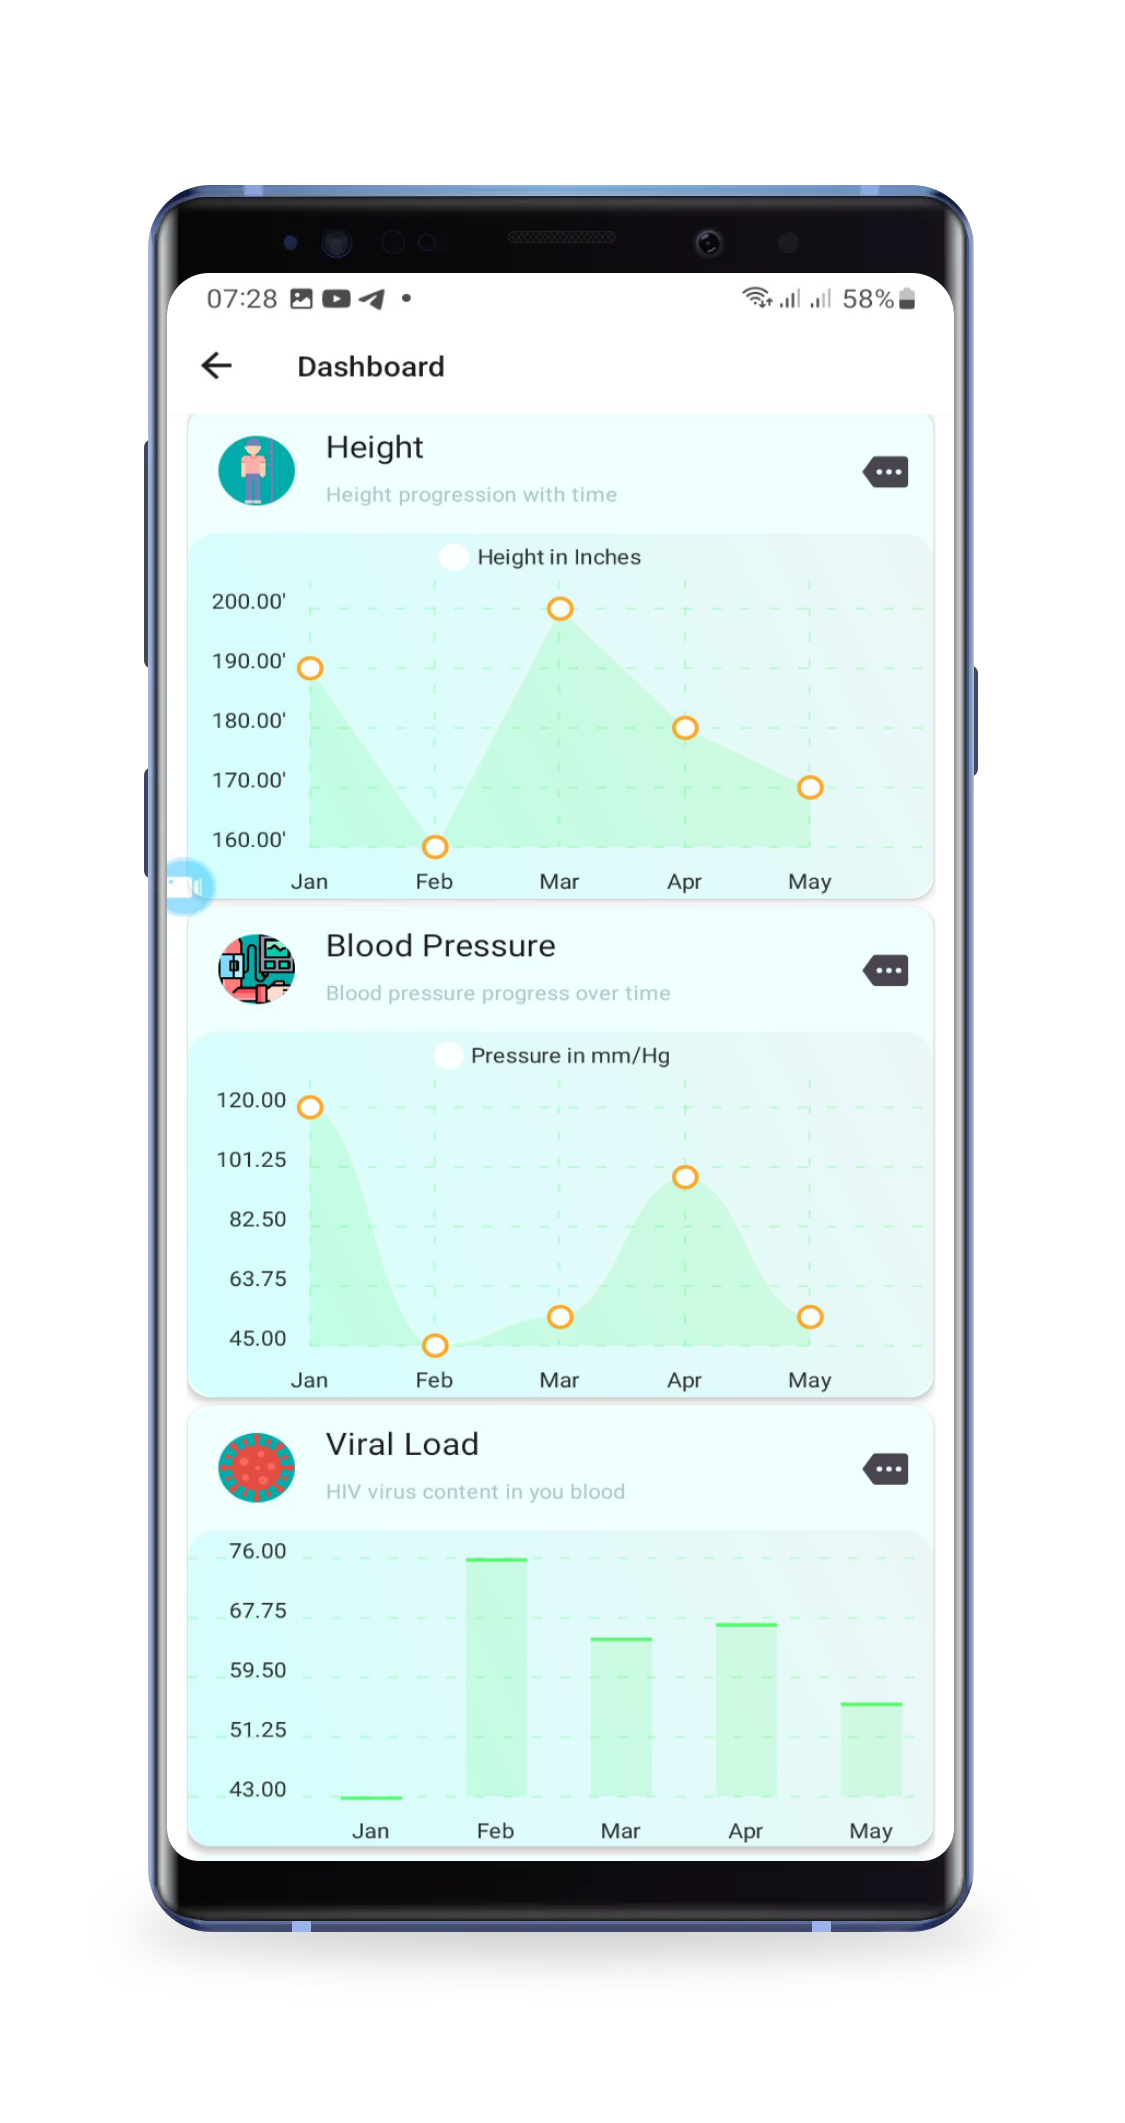 07:28 58%
Dashboard
Height
Height progression with time
Height in Inches
200.00'
190.00'
180.00'
170.00'
160.00'
Jan Feb Mar Apr May
Blood Pressure
Blood pressure progress over time
Pressure in mm/Hg
120.00
101.25
82.50
63.75
45.00
Jan Feb Mar Apr May
Viral Load
HIV virus content in you blood
76.00
67.75
59.50
51.25
43.00
Jan Feb Mar Apr May